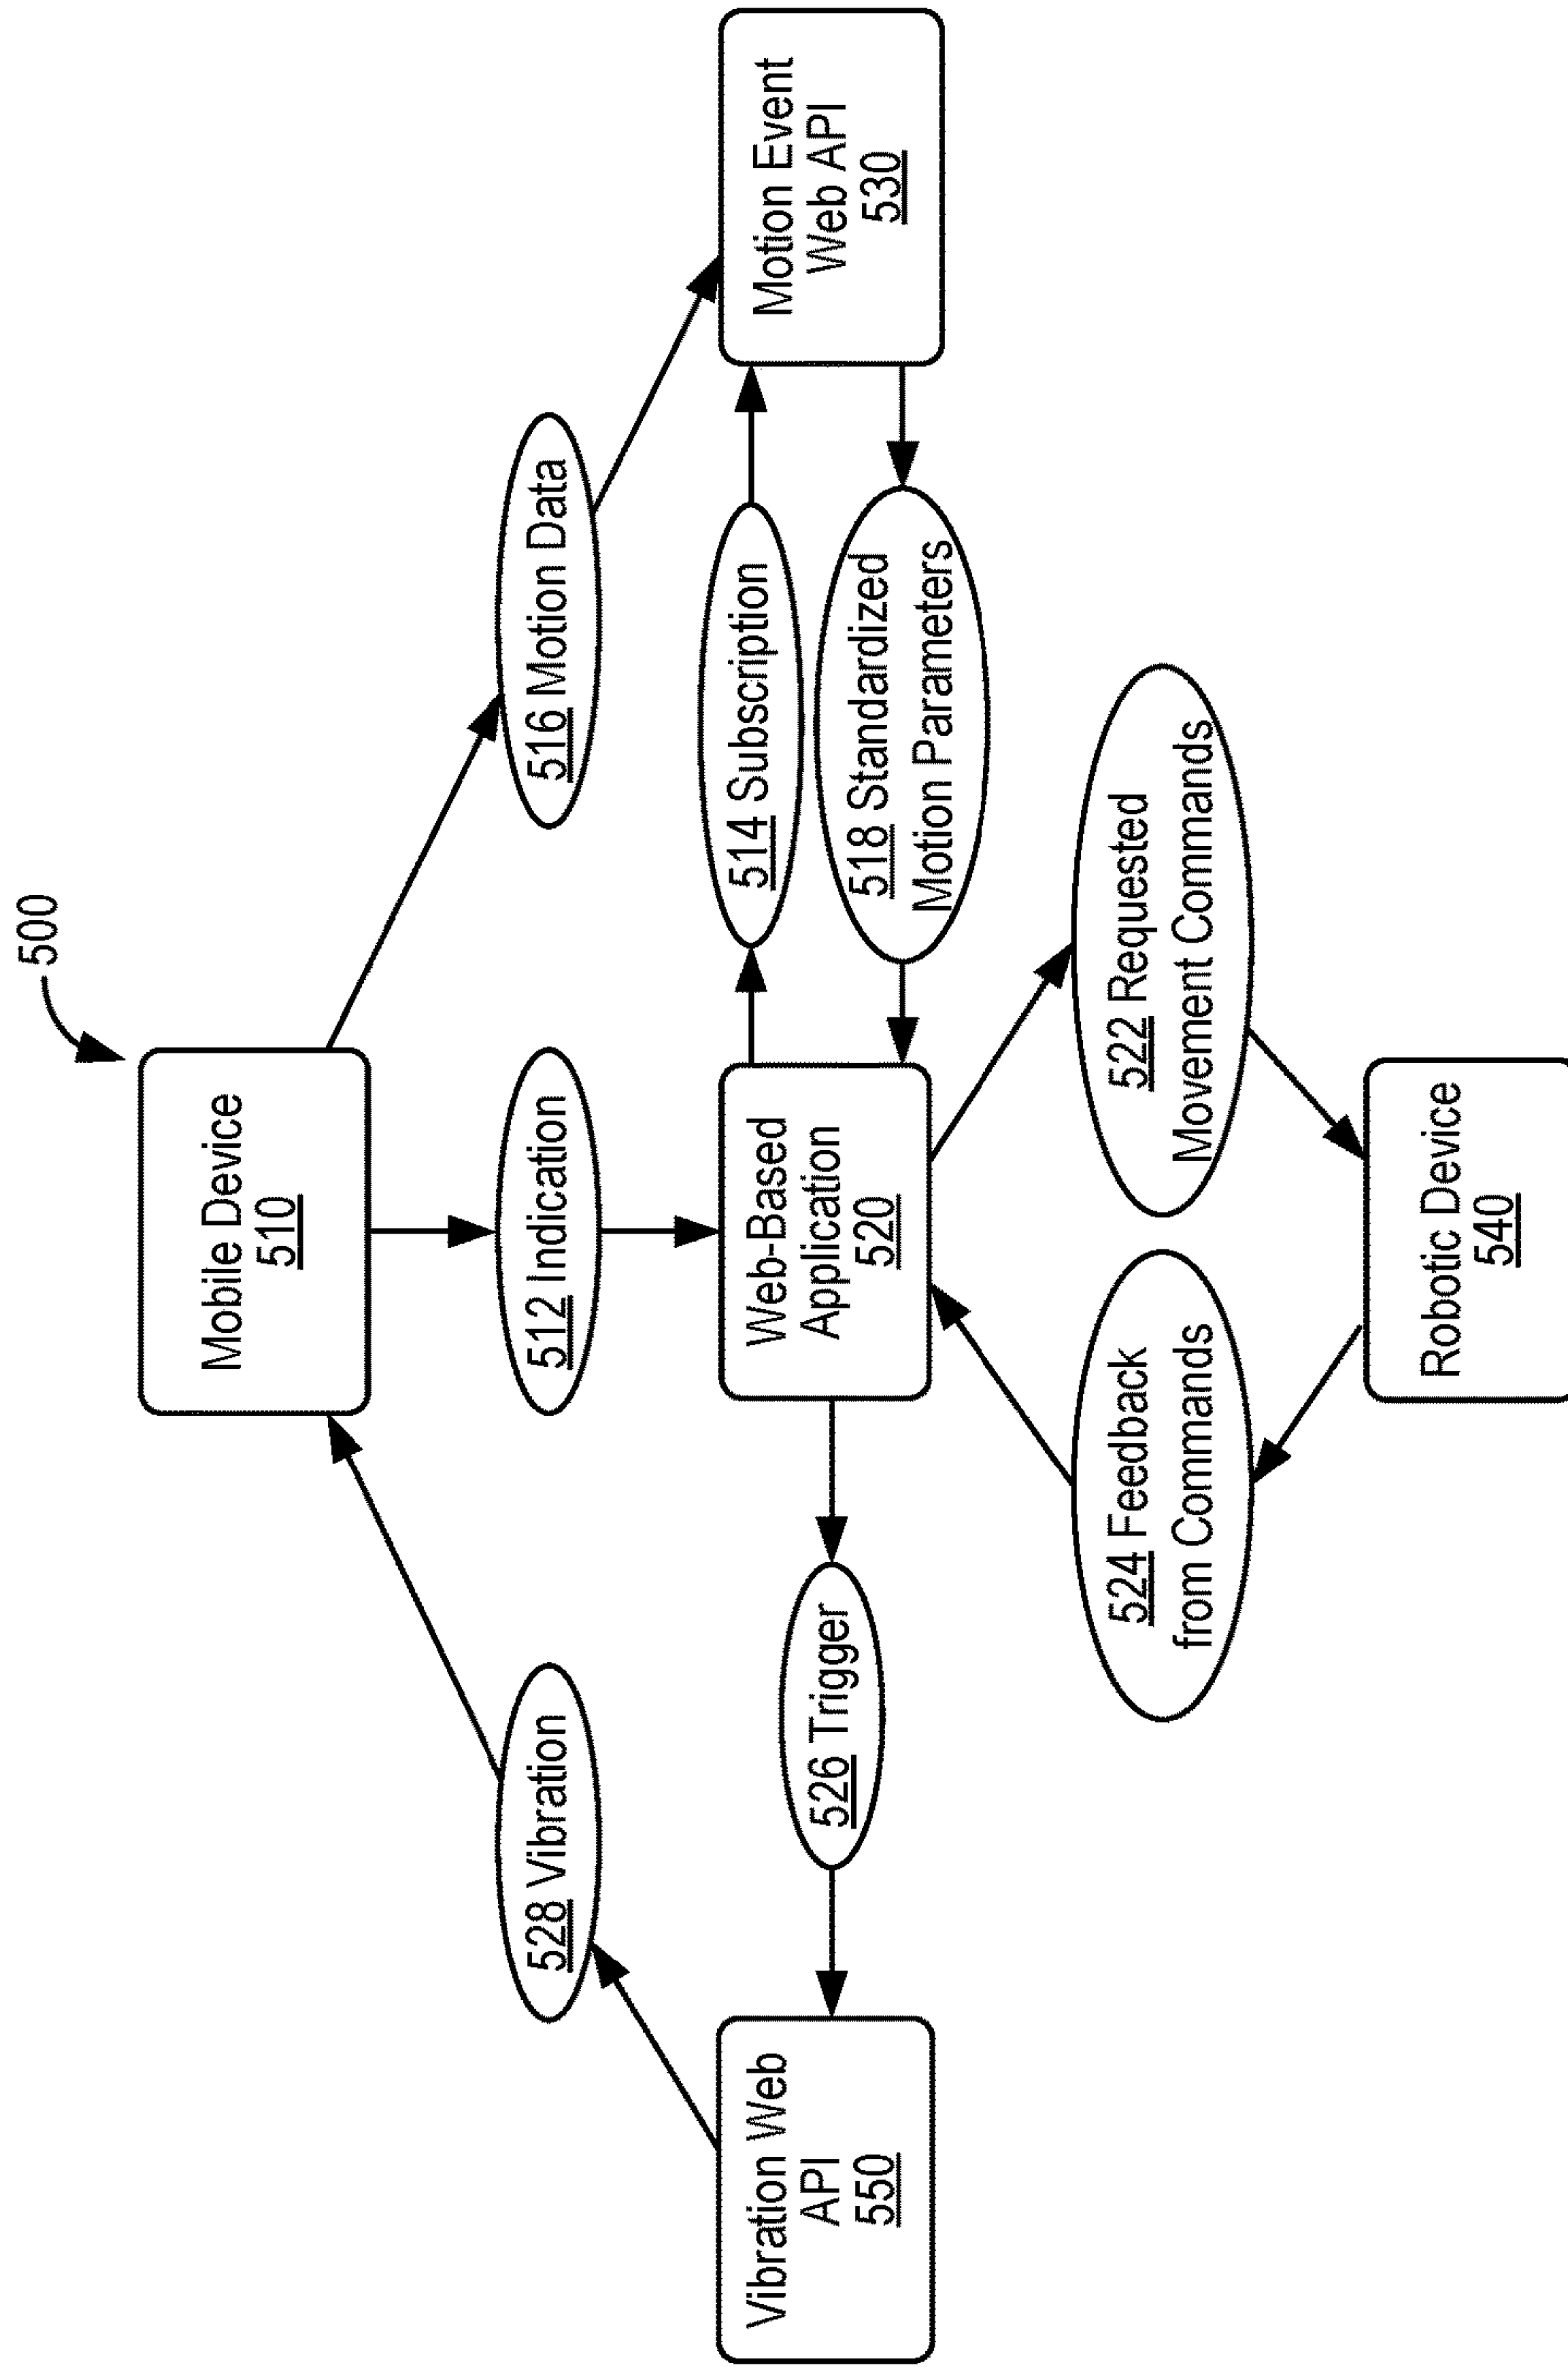 500
Mobile Device
510
528 Vibration
512 Indication
516 Motion Data
Vibration Web
API
550
526 Trigger
Web-Based
Application
520
514 Subscription
518 Standardized
Motion Parameters
Motion Event
Web API
530
524 Feedback
from Commands
522 Requested
Movement Commands
Robotic Device
540